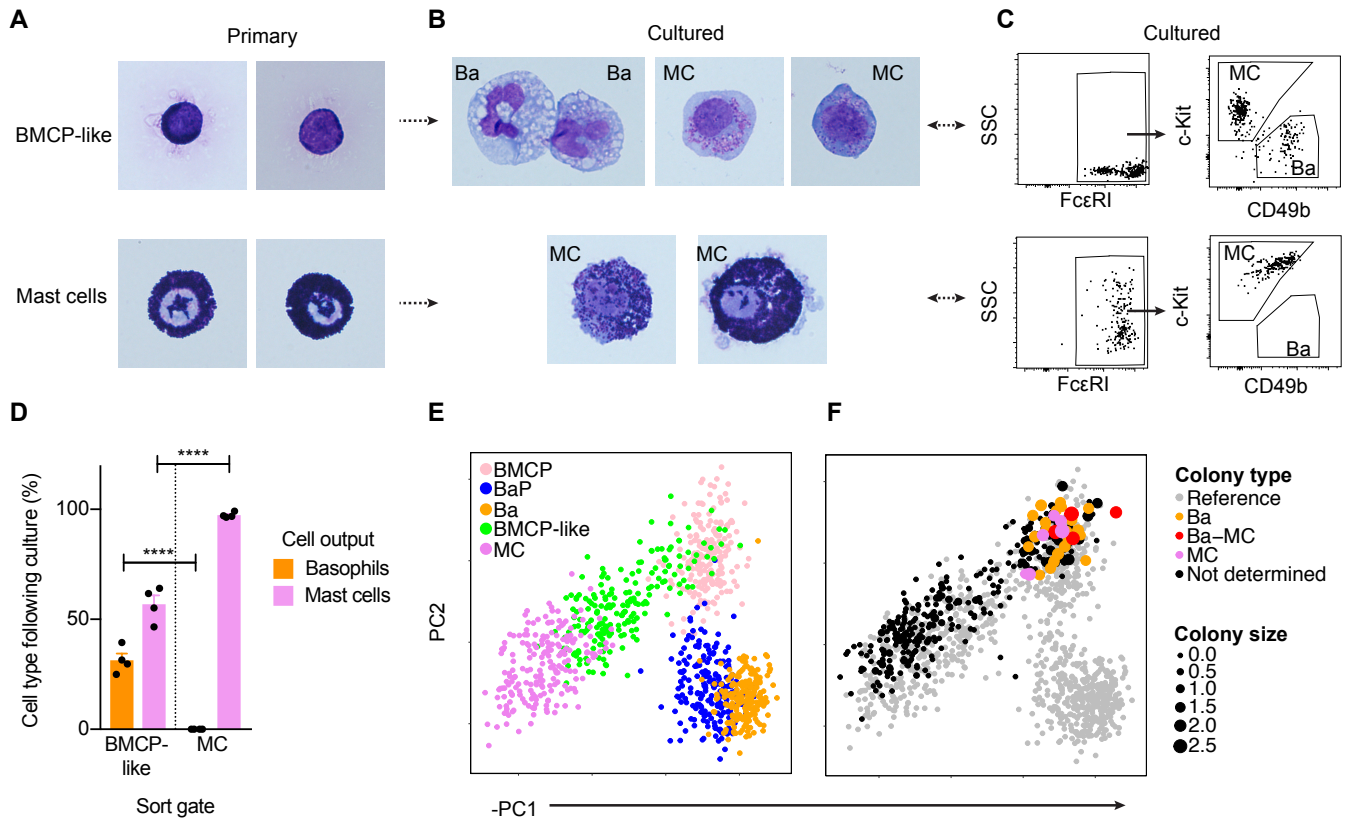 A
B
C
Primary
Cultured
Cultured
BMCP-like
Ba
Ba
MC
MC
SSC
FcεRI
c-Kit
MC
Ba
CD49b
Mast cells
MC
MC
SSC
FcεRI
c-Kit
MC
Ba
CD49b
D
E
F
Cell type following culture (%)
100
50
0
****
****
BMCP-
like
MC
Sort gate
Cell output
Basophils
Mast cells
PC2
BMCP
BaP
Ba
BMCP-like
MC
-PC1
Colony type
Reference
Ba
Ba–MC
MC
Not determined
Colony size
0.0
0.5
1.0
1.5
2.0
2.5